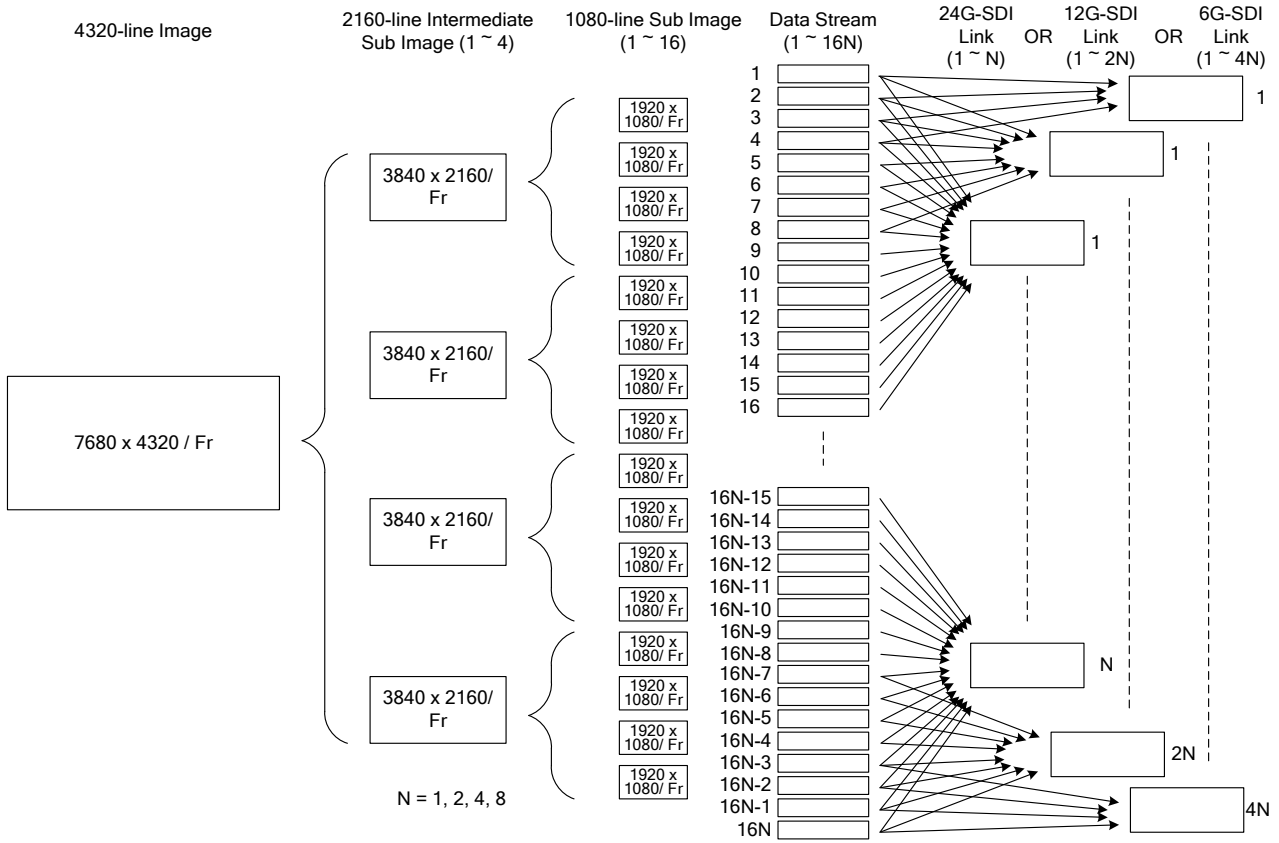 4320-line Image
2160-line Intermediate
Sub Image (1 ~ 4)
1080-line Sub Image
(1 ~ 16)
Data Stream
(1 ~ 16N)
24G-SDI
Link
(1 ~ N)
OR
12G-SDI
Link
(1 ~ 2N)
OR
6G-SDI
Link
(1 ~ 4N)
7680 x 4320 / Fr
3840 x 2160/
Fr
3840 x 2160/
Fr
3840 x 2160/
Fr
3840 x 2160/
Fr
N = 1, 2, 4, 8
1920 x
1080/ Fr
1920 x
1080/ Fr
1920 x
1080/ Fr
1920 x
1080/ Fr
1920 x
1080/ Fr
1920 x
1080/ Fr
1920 x
1080/ Fr
1920 x
1080/ Fr
1920 x
1080/ Fr
1920 x
1080/ Fr
1920 x
1080/ Fr
1920 x
1080/ Fr
1920 x
1080/ Fr
1920 x
1080/ Fr
1920 x
1080/ Fr
1920 x
1080/ Fr
1
2
3
4
5
6
7
8
9
10
11
12
13
14
15
16
16N-15
16N-14
16N-13
16N-12
16N-11
16N-10
16N-9
16N-8
16N-7
16N-6
16N-5
16N-4
16N-3
16N-2
16N-1
16N
1
1
1
N
2N
4N